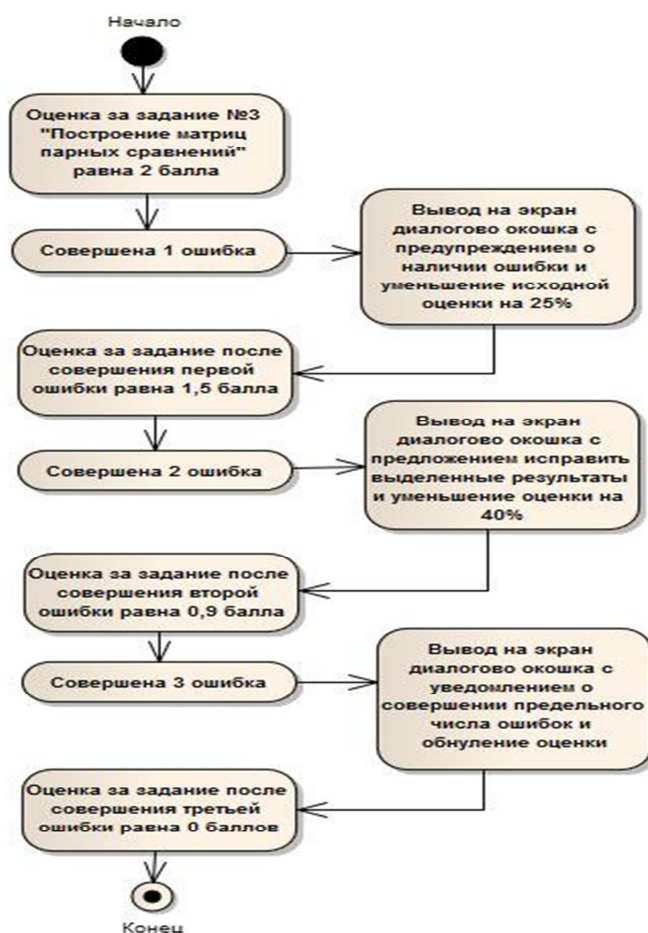 Начало
Оценка за задание №3
"Построение матриц
парных сравнений"
равна 2 балла
Совершена 1 ошибка
Вывод на экран
диалогово окошка с
предупреждением о
наличии ошибки и
уменьшение исходной
оценки на 25%
Оценка за задание после
совершения первой
ошибки равна 1,5 балла
Совершена 2 ошибка
Вывод на экран
диалогово окошка с
предложением исправить
выделенные результаты
и уменьшение оценки на
40%
Оценка за задание после
совершения второй
ошибки равна 0,9 балла
Совершена 3 ошибка
Вывод на экран
диалогово окошка с
уведомлением о
совершении предельного
числа ошибок и
обнуление оценки
Оценка за задание после
совершения третьей
ошибки равна 0 баллов
Конец